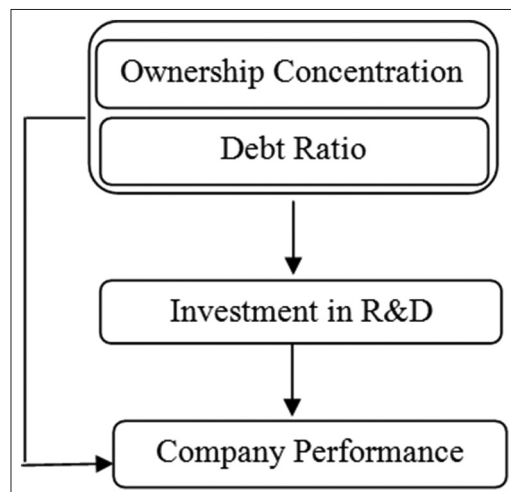 Ownership Concentration
Debt Ratio
Investment in R&D
Company Performance